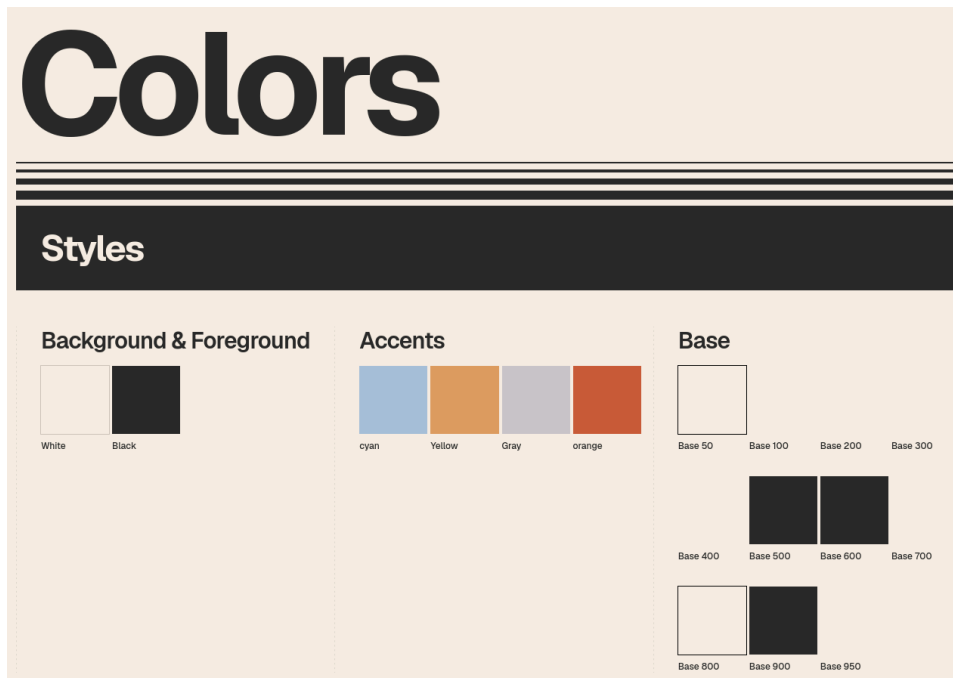 Colors
Styles
Background & Foreground
White Black
Accents
cyan Yellow Gray orange
Base
Base 50 Base 100 Base 200 Base 300
Base 400 Base 500 Base 600 Base 700
Base 800 Base 900 Base 950